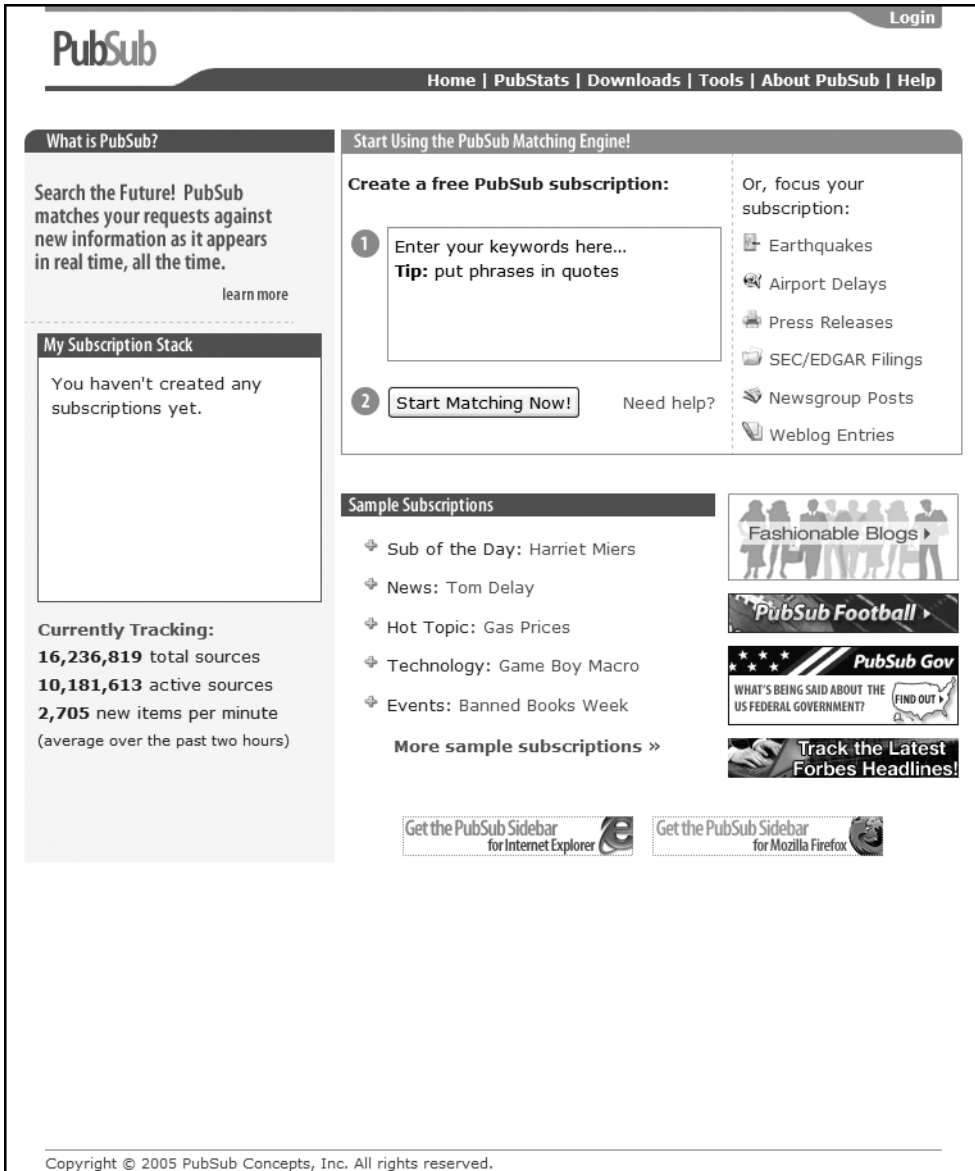 Login
PubSub
Home | PubStats | Downloads | Tools | About PubSub | Help
What is PubSub?
Search the Future! PubSub
matches your requests against
new information as it appears
in real time, all the time.
learn more
My Subscription Stack
You haven't created any
subscriptions yet.
Currently Tracking:
16,236,819 total sources
10,181,613 active sources
2,705 new items per minute
(average over the past two hours)
Start Using the PubSub Matching Engine!
Create a free PubSub subscription:
1
Enter your keywords here...
Tip: put phrases in quotes
2
Start Matching Now!
Need help?
Or, focus your
subscription:
Earthquakes
Airport Delays
Press Releases
SEC/EDGAR Filings
Newsgroup Posts
Weblog Entries
Sample Subscriptions
Sub of the Day: Harriet Miers
News: Tom Delay
Hot Topic: Gas Prices
Technology: Game Boy Macro
Events: Banned Books Week
More sample subscriptions »
Fashionable Blogs
PubSub Football
PubSub Gov
WHAT'S BEING SAID ABOUT THE
US FEDERAL GOVERNMENT?
FIND OUT
Track the Latest
Forbes Headlines!
Get the PubSub Sidebar
for Internet Explorer
Get the PubSub Sidebar
for Mozilla Firefox
Copyright © 2005 PubSub Concepts, Inc. All rights reserved.